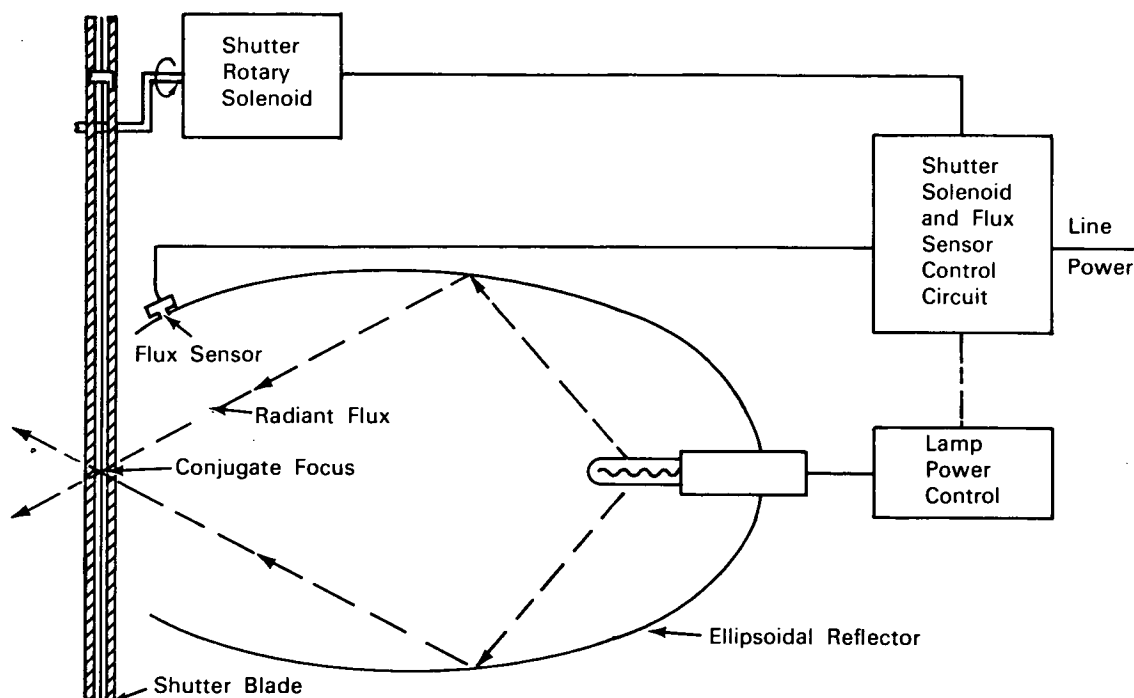 Shutter
Rotary
Solenoid
Shutter
Solenoid
and Flux
Sensor
Control
Circuit
Line
Power
Flux Sensor
Radiant Flux
Conjugate Focus
Lamp
Power
Control
Ellipsoidal Reflector
Shutter Blade